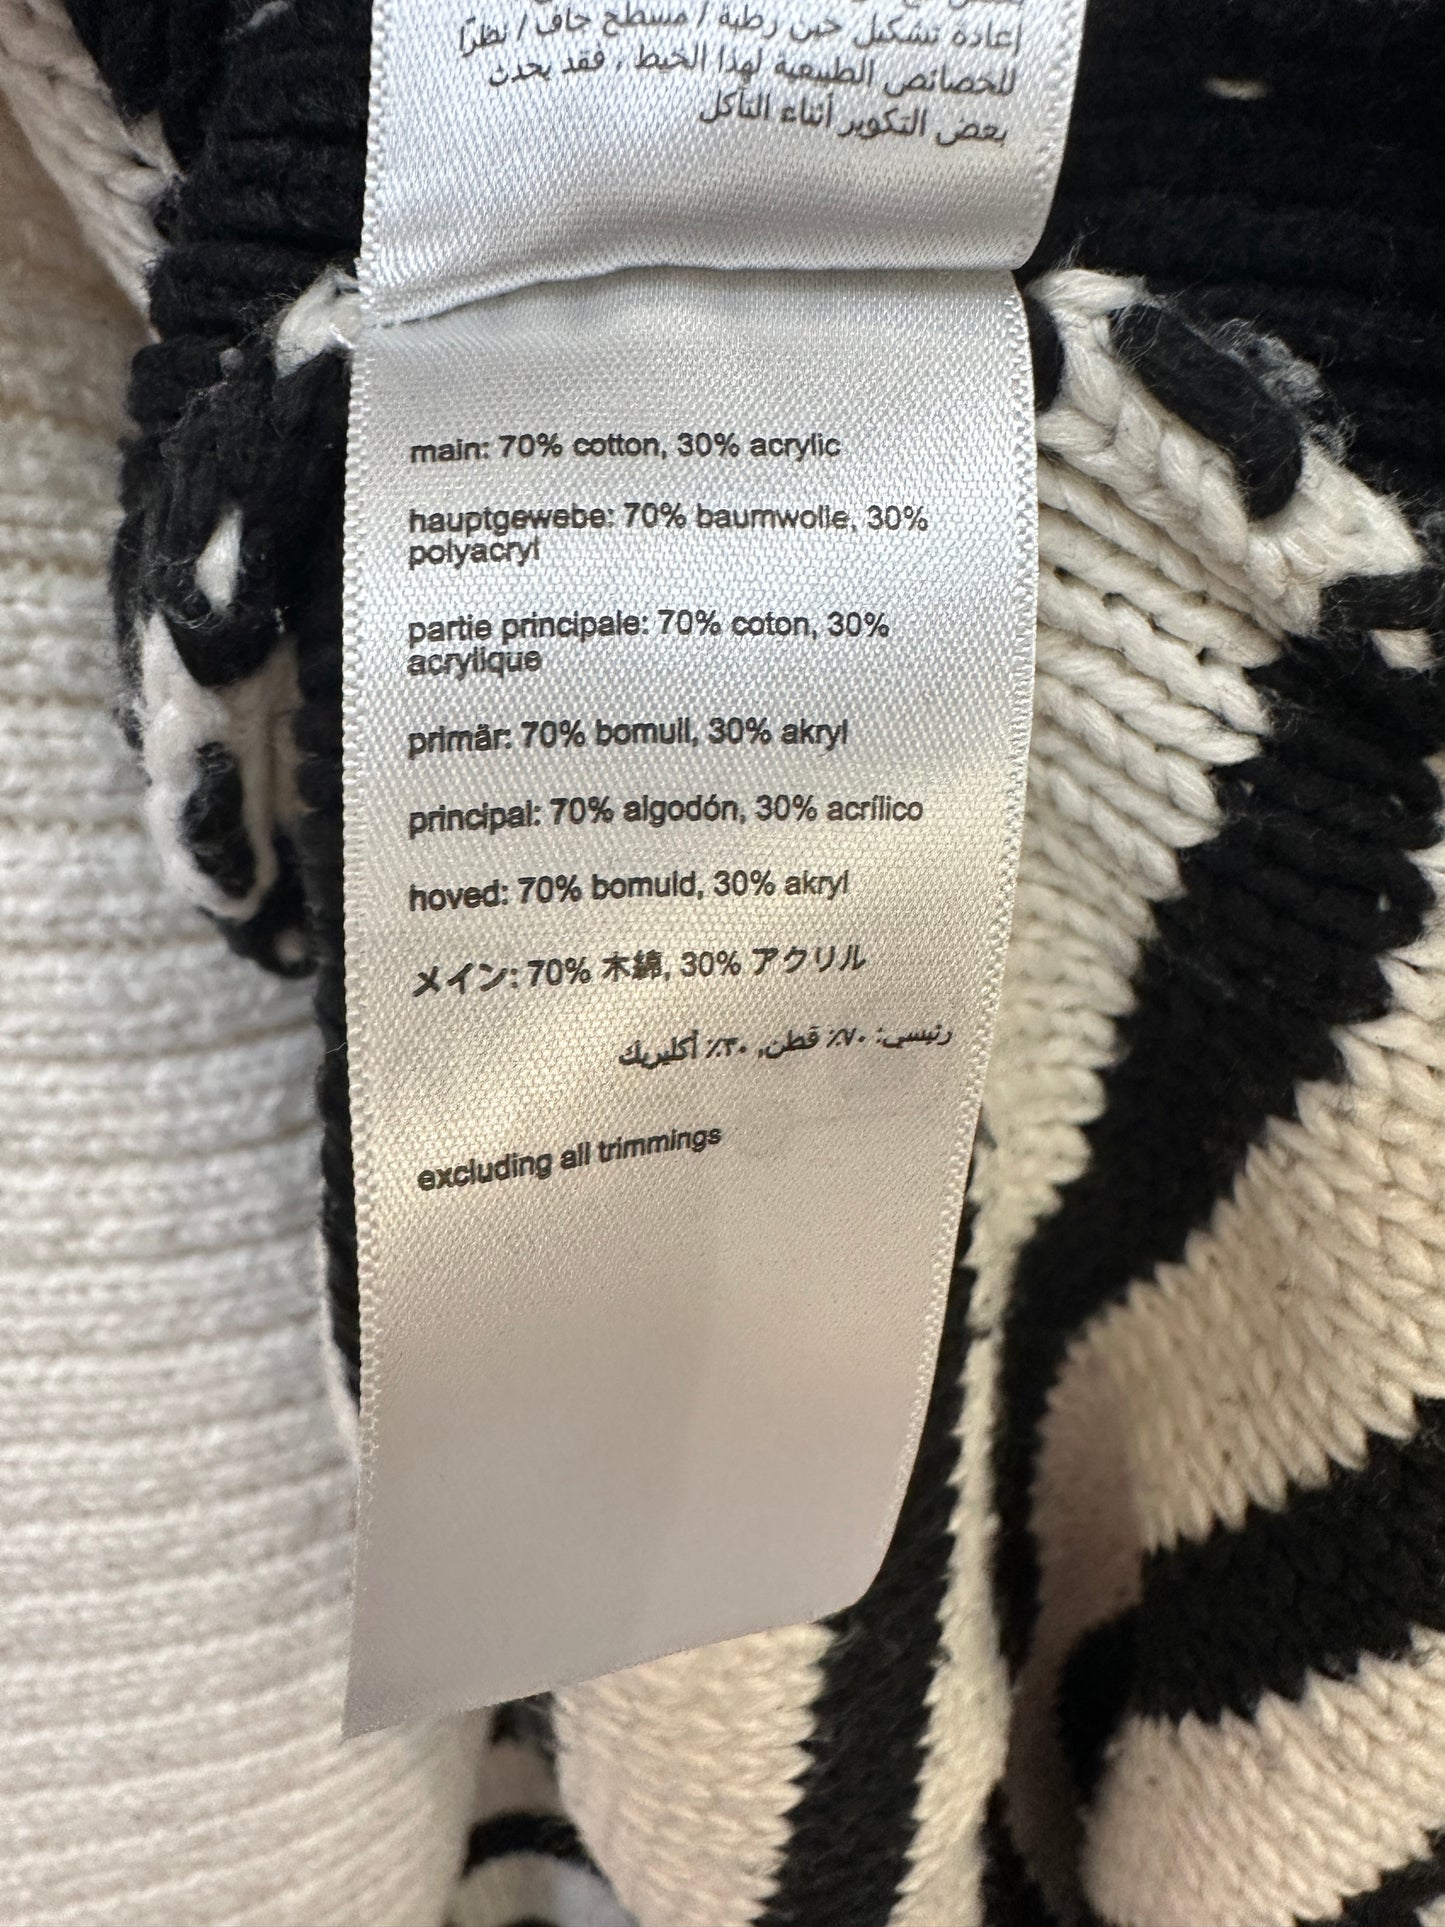 إعادة تشكيل حين رطبة / مسطح جاف / نظرًا
للخصائص الطبيعية لهذا الخيط , فقد يحدث
بعض التكوير أثناء التآكل
main: 70% cotton, 30% acrylic
hauptgewebe: 70% baumwolle, 30%
polyacryl
partie principale: 70% coton, 30%
acrylique
primär: 70% bomull, 30% akryl
principal: 70% algodón, 30% acrílico
hoved: 70% bomuld, 30% akryl
メイン: 70% 木綿, 30% アクリル
رئيسي: ٧٠٪ قطن, ٣٠٪ أكليريك
excluding all trimmings